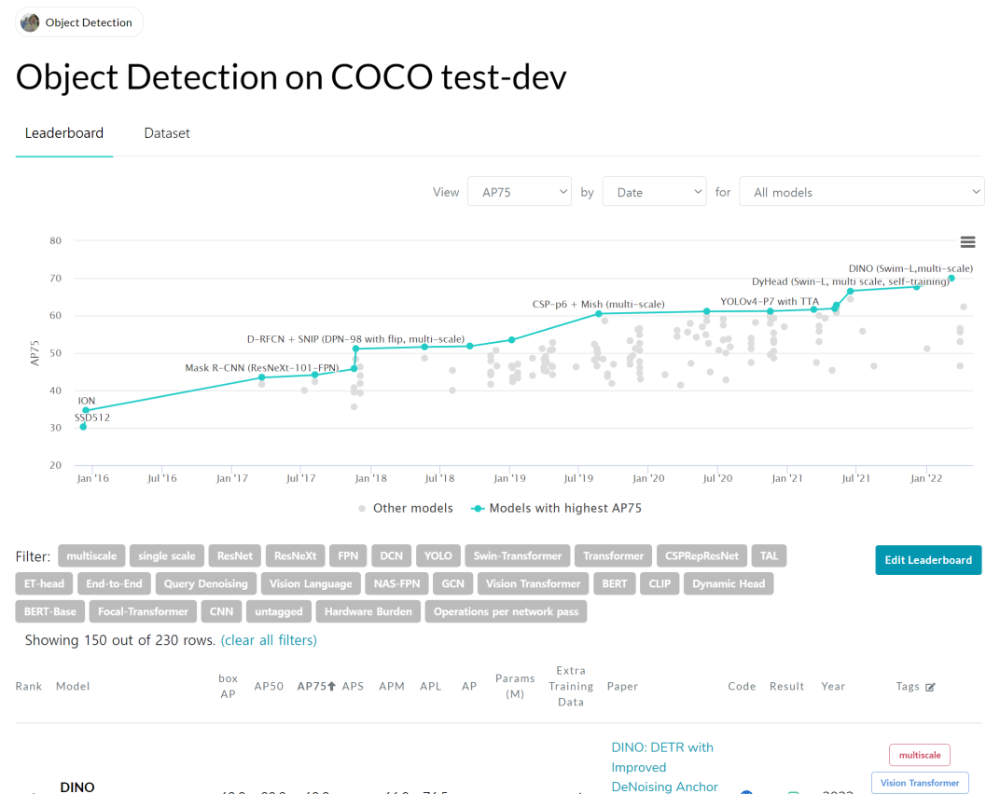 Object Detection
Object Detection on COCO test-dev
Leaderboard Dataset
View AP75 by Date for All models
80
70
60
50
40
30
20
AP75
DINO (Swim-L,multi-scale)
DyHead (Swin-L, multi scale, self-training)
YOLOv4-P7 with TTA
CSP-p6 + Mish (multi-scale)
D-RFCN + SNIP (DPN-98 with flip, multi-scale)
Mask R-CNN (ResNeXt-101-FPN)
ION
SSD512
Jan '16 Jul '16 Jan '17 Jul '17 Jan '18 Jul '18 Jan '19 Jul '19 Jan '20 Jul '20 Jan '21 Jul '21 Jan '22
Other models Models with highest AP75
Filter: multiscale single scale ResNet ResNeXt FPN DCN YOLO Swin-Transformer Transformer CSPRepResNet TAL
Edit Leaderboard
ET-head End-to-End Query Denoising Vision Language NAS-FPN GCN Vision Transformer BERT CLIP Dynamic Head
BERT-Base Focal-Transformer CNN untagged Hardware Burden Operations per network pass
Showing 150 out of 230 rows. (clear all filters)
Rank Model box AP AP50 AP75 APS APM APL AP Params (M) Extra Training Data Paper Code Result Year Tags
DINO: DETR with
Improved
DeNoising Anchor
multiscale
Vision Transformer
DINO